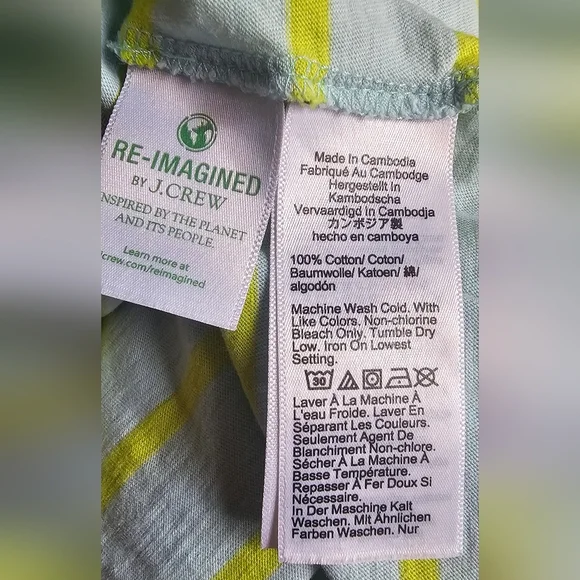 RE-IMAGINED
BY J.CREW
INSPIRED BY THE PLANET
AND ITS PEOPLE.
Learn more at
jcrew.com/reimagined
Made In Cambodia
Fabriqué Au Cambodge
Hergestellt In
Kambodscha
Vervaardigd In Cambodja
カンボジア製
hecho en camboya
100% Cotton/ Coton/
Baumwolle/ Katoen/ 綿/
algodón
Machine Wash Cold. With
Like Colors. Non-chlorine
Bleach Only. Tumble Dry
Low. Iron On Lowest
Setting.
30
Laver À La Machine À
L'eau Froide. Laver En
Séparant Les Couleurs.
Seulement Agent De
Blanchiment Non-chlore.
Sécher À La Machine À
Basse Température.
Repasser À Fer Doux Si
Nécessaire.
In Der Maschine Kalt
Waschen. Mit Ähnlichen
Farben Waschen. Nur